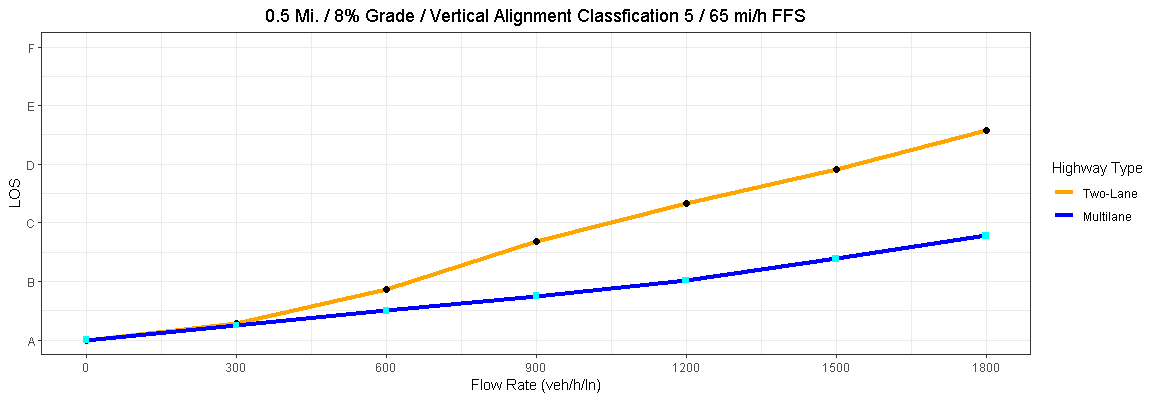 0.5 Mi. / 8% Grade / Vertical Alignment Classfication 5 / 65 mi/h FFS
F
E
D
C
B
A
LOS
0 300 600 900 1200 1500 1800
Flow Rate (veh/h/ln)
Highway Type
Two-Lane
Multilane